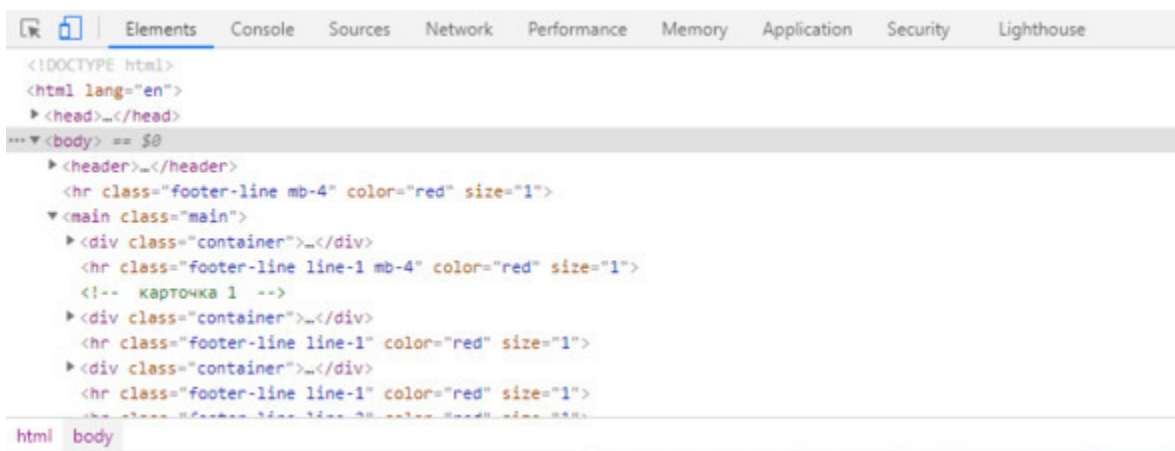 Elements Console Sources Network Performance Memory Application Security Lighthouse
<!DOCTYPE html>
<html lang="en">
<head>…</head>
<body> == $0
<header>…</header>
<hr class="footer-line mb-4" color="red" size="1">
<main class="main">
<div class="container">…</div>
<hr class="footer-line line-1 mb-4" color="red" size="1">
<!-- карточка 1 -->
<div class="container">…</div>
<hr class="footer-line line-1" color="red" size="1">
<div class="container">…</div>
<hr class="footer-line line-1" color="red" size="1">
html body